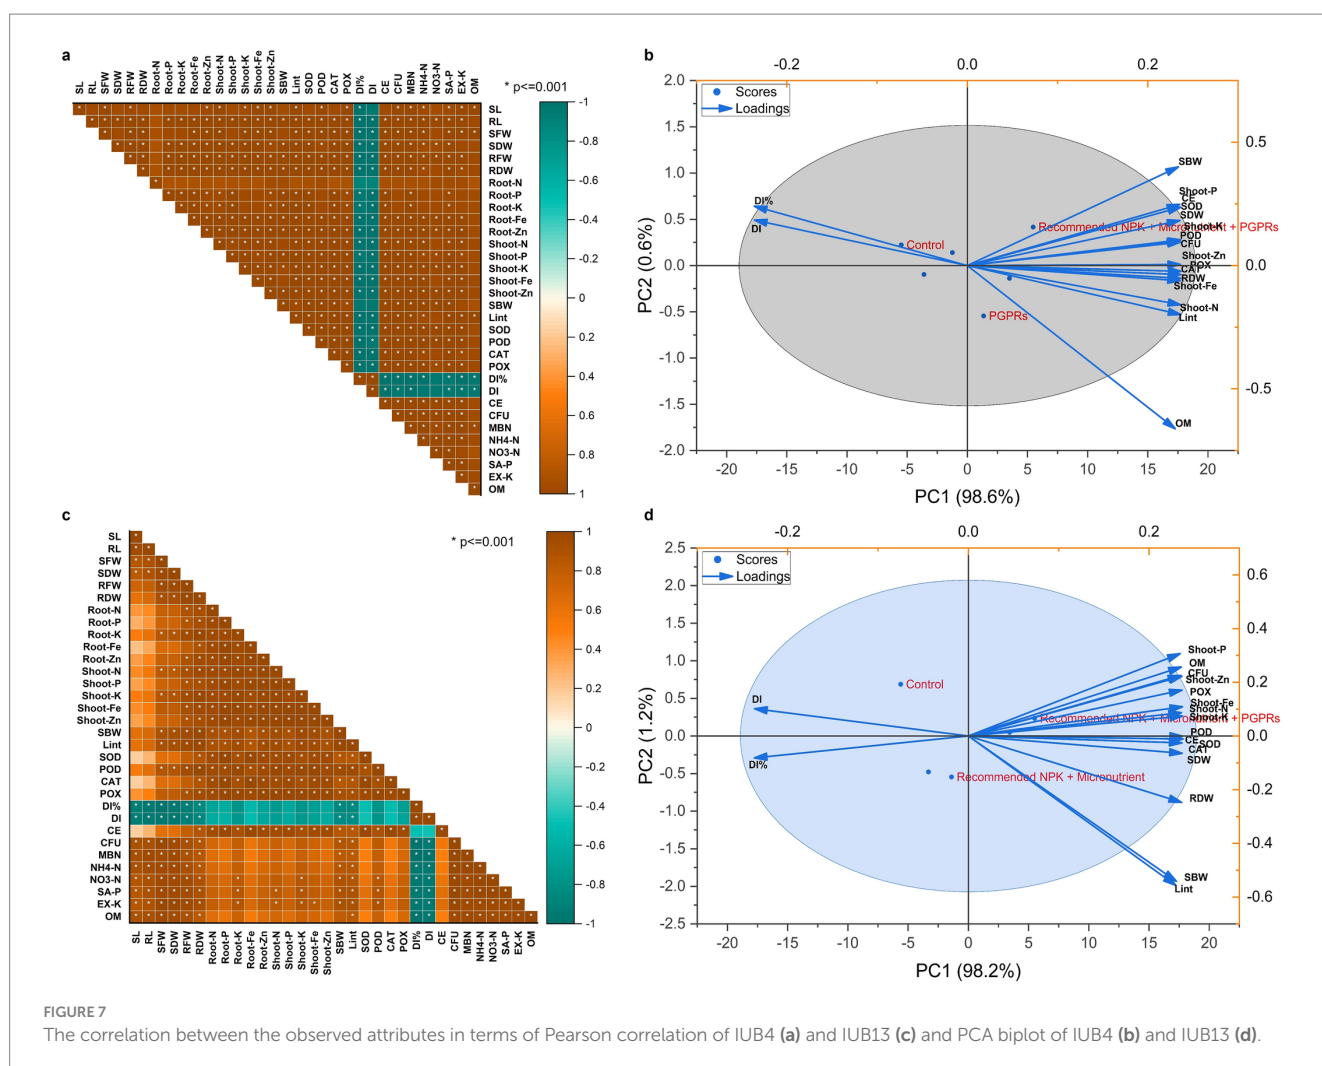 a
SL RL SFW SDW RFW RDW Root-N Root-P Root-K Root-Fe Root-Zn Shoot-N Shoot-P Shoot-K Shoot-Fe Shoot-Zn SBW Lint SOD POD CAT POX DI% DI CE CFU MBN NH4-N NO3-N SA-P EX-K OM
* p<=0.001
SL
RL
SFW
SDW
RFW
RDW
Root-N
Root-P
Root-K
Root-Fe
Root-Zn
Shoot-N
Shoot-P
Shoot-K
Shoot-Fe
Shoot-Zn
SBW
Lint
SOD
POD
CAT
POX
DI%
DI
CE
CFU
MBN
NH4-N
NO3-N
SA-P
EX-K
OM
-1
-0.8
-0.6
-0.4
-0.2
0
0.2
0.4
0.6
0.8
1
b
-0.2 0.0 0.2
Scores
Loadings
2.0
1.5
1.0
0.5
0.0
-0.5
-1.0
-1.5
-2.0
PC2 (0.6%)
0.5
0.0
-0.5
SBW
Shoot-P
CE
SOD
SDW
Shoot-K
POD
CFU
Shoot-Zn
POX
CAT
RDW
Shoot-Fe
Shoot-N
Lint
OM
DI%
DI
Control
Recommended NPK + Micronutrient + PGPRs
PGPRs
-20 -15 -10 -5 0 5 10 15 20
PC1 (98.6%)
c
* p<=0.001
SL
RL
SFW
SDW
RFW
RDW
Root-N
Root-P
Root-K
Root-Fe
Root-Zn
Shoot-N
Shoot-P
Shoot-K
Shoot-Fe
Shoot-Zn
SBW
Lint
SOD
POD
CAT
POX
DI%
DI
CE
CFU
MBN
NH4-N
NO3-N
SA-P
EX-K
OM
SL RL SFW SDW RFW RDW Root-N Root-P Root-K Root-Fe Root-Zn Shoot-N Shoot-P Shoot-K Shoot-Fe Shoot-Zn SBW Lint SOD POD CAT POX DI% DI CE CFU MBN NH4-N NO3-N SA-P EX-K OM
1
0.8
0.6
0.4
0.2
0
-0.2
-0.4
-0.6
-0.8
-1
d
-0.2 0.0 0.2
Scores
Loadings
2.5
2.0
1.5
1.0
0.5
0.0
-0.5
-1.0
-1.5
-2.0
-2.5
PC2 (1.2%)
0.6
0.4
0.2
0.0
-0.2
-0.4
-0.6
Shoot-P
OM
CFU
Shoot-Zn
POX
Shoot-Fe
Shoot-N
Shoot-K
POD
CE
SOD
CAT
SDW
RDW
SBW
Lint
DI
DI%
Control
Recommended NPK + Micronutrient + PGPRs
Recommended NPK + Micronutrient
-20 -15 -10 -5 0 5 10 15 20
PC1 (98.2%)
FIGURE 7
The correlation between the observed attributes in terms of Pearson correlation of IUB4 (a) and IUB13 (c) and PCA biplot of IUB4 (b) and IUB13 (d).